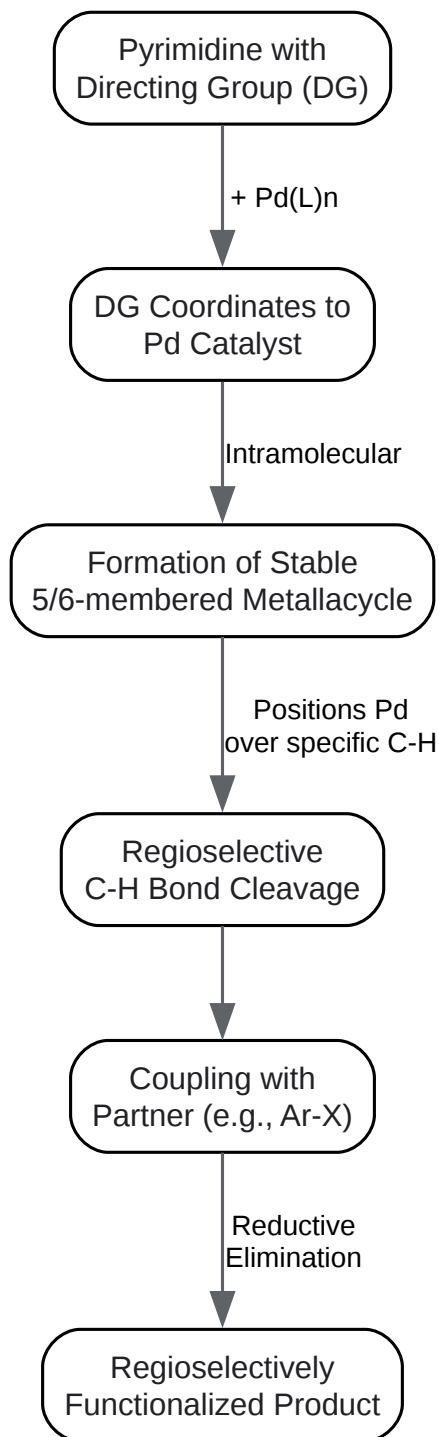 Pyrimidine with
Directing Group (DG)
+ Pd(L)n
DG Coordinates to
Pd Catalyst
Intramolecular
Formation of Stable
5/6-membered Metallacycle
Positions Pd
over specific C-H
Regioselective
C-H Bond Cleavage
Coupling with
Partner (e.g., Ar-X)
Reductive
Elimination
Regioselectively
Functionalized Product